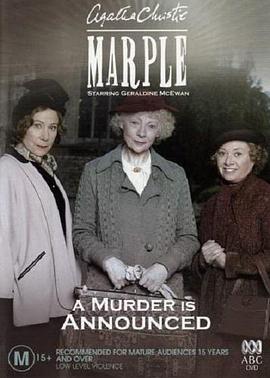 Agatha Christie
MARPLE
STARRING GERALDINE McEWAN
A MURDER IS
ANNOUNCED
M 15+
RECOMMENDED FOR MATURE AUDIENCES 15 YEARS
AND OVER
LOW LEVEL VIOLENCE
ABC
DVD